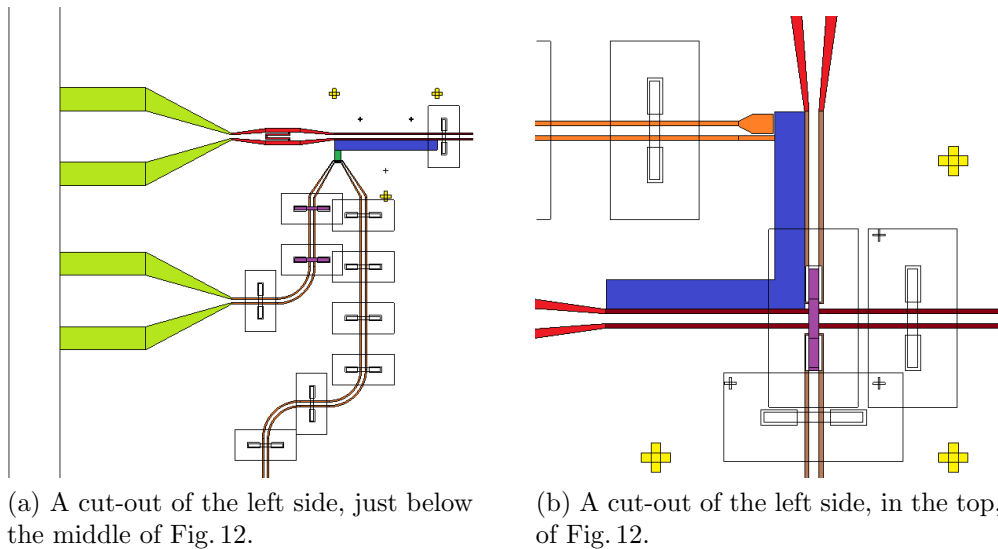 (a) A cut-out of the left side, just below
the middle of Fig. 12.
(b) A cut-out of the left side, in the top,
of Fig. 12.